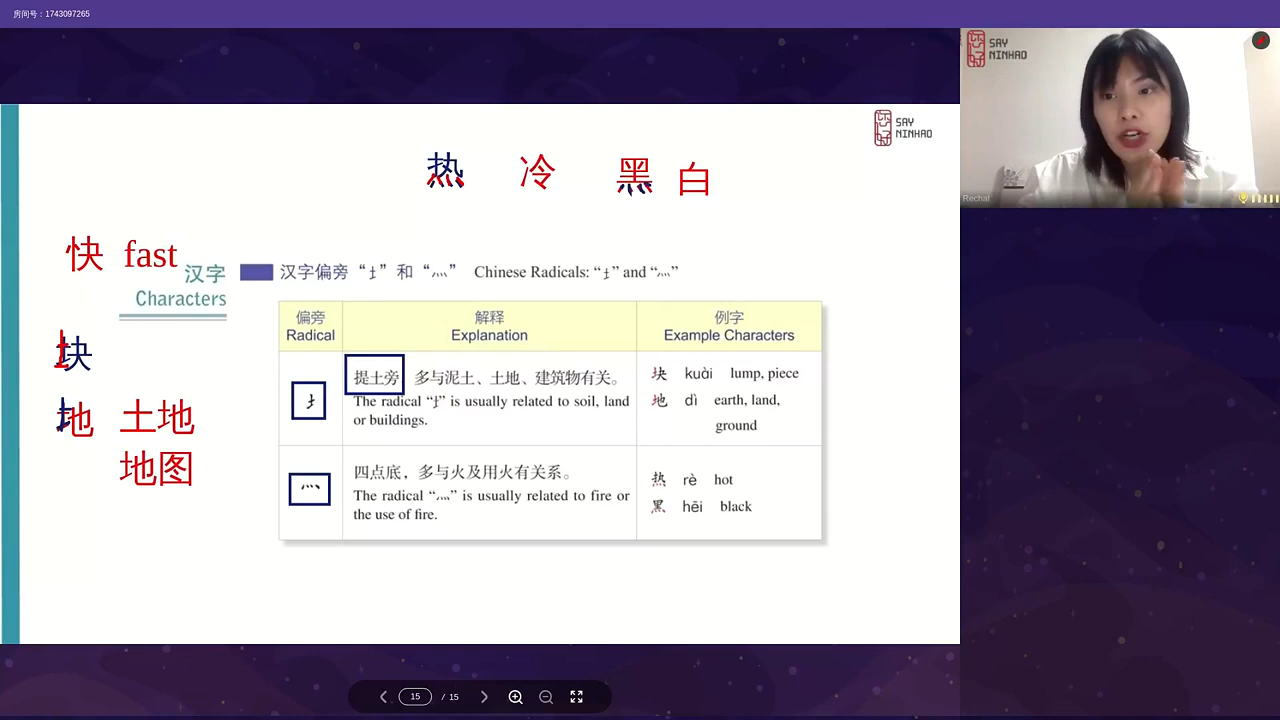 房间号：1743097265
SAY
NINHAO
Rechal
SAY
NINHAO
热 冷 黑 白
快 fast
汉字
Characters
汉字偏旁“扌”和“灬” Chinese Radicals: “扌” and “灬”
块
地 土地
地图
偏旁
Radical
解释
Explanation
例字
Example Characters
扌
提土旁 多与泥土、土地、建筑物有关。
The radical “扌” is usually related to soil, land
or buildings.
块 kuài lump, piece
地 dì earth, land,
ground
灬
四点底，多与火及用火有关系。
The radical “灬” is usually related to fire or
the use of fire.
热 rè hot
黑 hēi black
15 / 15